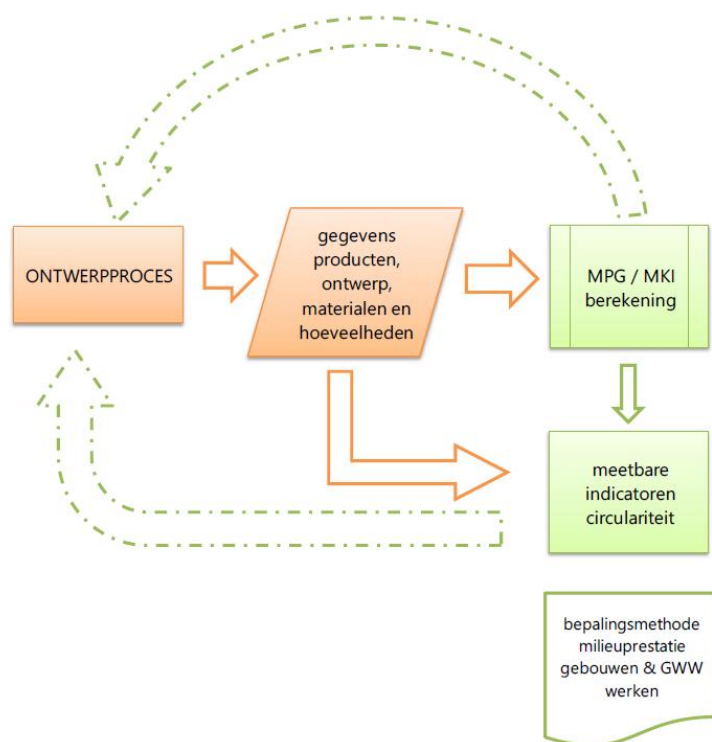 ONTWERPPROCES
gegevens
producten,
ontwerp,
materialen en
hoeveelheden
MPG / MKI
berekening
meetbare
indicatoren
circulariteit
bepalingsmethode
milieuprestatie
gebouwen & GWW
werken